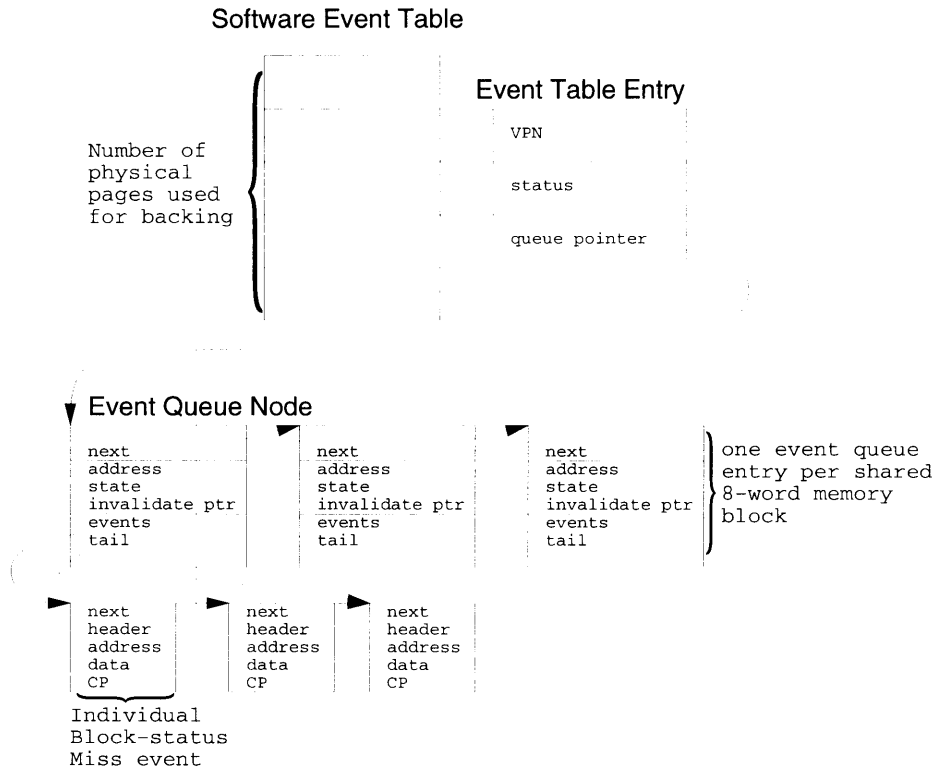 Software Event Table
Event Table Entry
Number of
physical
pages used
for backing
VPN
status
queue pointer
Event Queue Node
next
address
state
invalidate ptr
events
tail
next
address
state
invalidate ptr
events
tail
next
address
state
invalidate ptr
events
tail
one event queue
entry per shared
8-word memory
block
next
header
address
data
CP
next
header
address
data
CP
next
header
address
data
CP
Individual
Block-status
Miss event